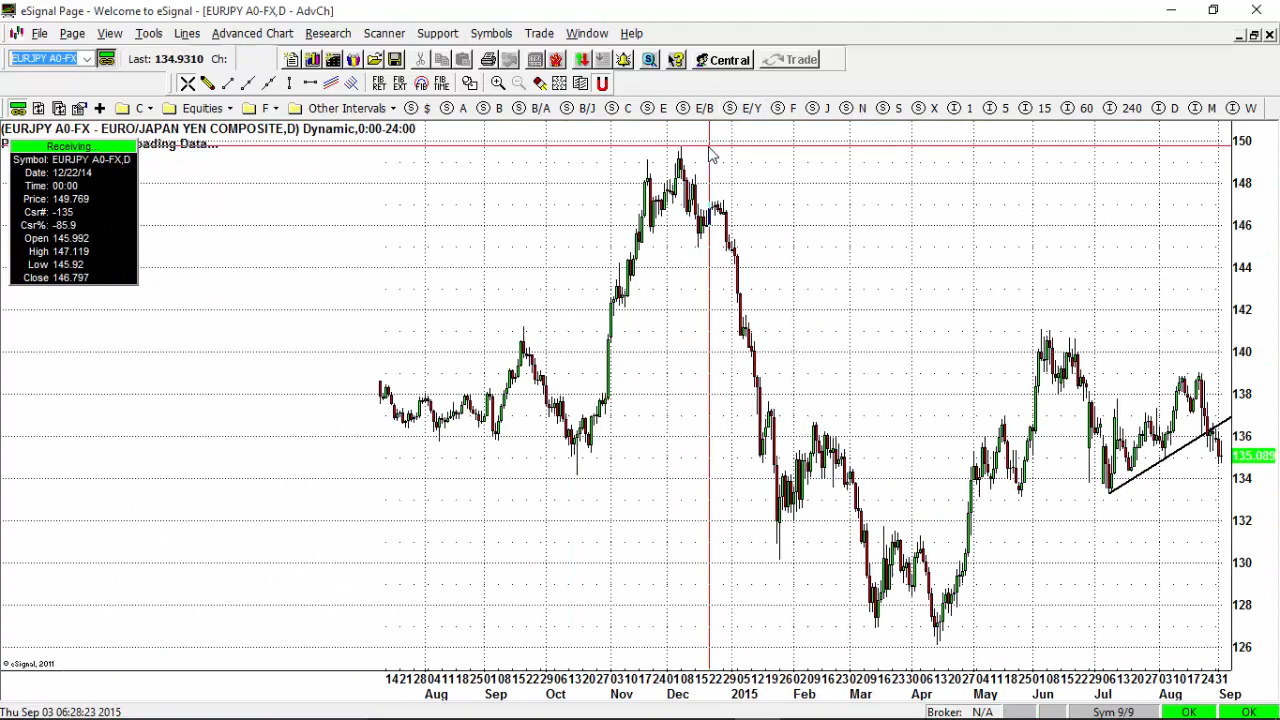 eSignal Page - Welcome to eSignal - [EURJPY A0-FX,D - AdvCh]
File Page View Tools Lines Advanced Chart Research Scanner Support Symbols Trade Window Help
EURJPY A0-FX Last: 134.9310 Ch: Central Trade
FIB RET FIB EXT FIB TIME
C Equities F Other Intervals $ A B B/A B/J C E E/J E/Y F J N S X 1 5 15 60 240 D M W
(EURJPY A0-FX - EURO/JAPAN YEN COMPOSITE,D) Dynamic,0:00-24:00
Receiving... oading Data...
Symbol: EURJPY A0-FX,D
Date: 12/22/14
Time: 00:00
Price: 149.769
Csr#: -135
Csr%: -85.9
Open 145.992
High 147.119
Low 145.92
Close 146.797
150
148
146
144
142
140
138
136
135.089
134
132
130
128
126
© eSignal, 2011
14 21 28 04 11 18 25 01 08 15 22 29 06 13 20 27 03 10 17 24 01 08 15 22 29 05 12 19 26 02 09 16 23 02 09 16 23 30 06 13 20 27 04 11 18 25 01 08 15 22 29 06 13 20 27 03 10 17 24 31
Aug Sep Oct Nov Dec 2015 Feb Mar Apr May Jun Jul Aug Sep
Thu Sep 03 06:28:23 2015 Broker: N/A Sym 9/9 OK OK